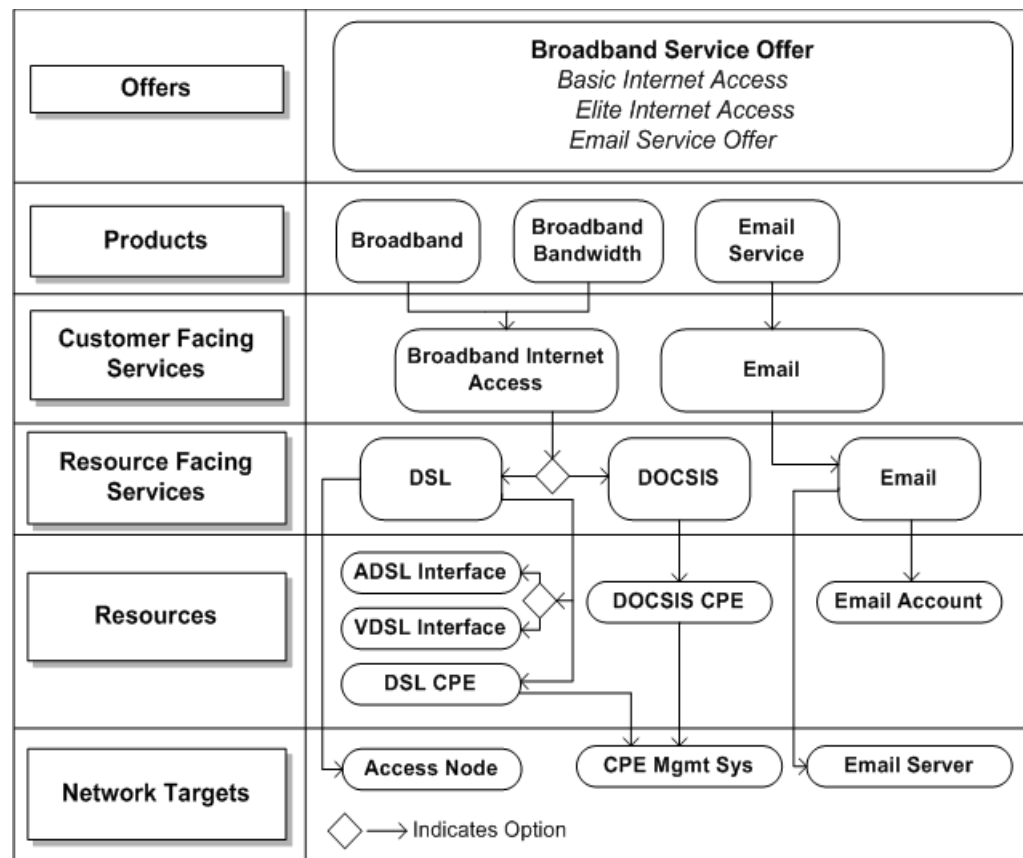 Offers
Broadband Service Offer
Basic Internet Access
Elite Internet Access
Email Service Offer
Products
Broadband
Broadband
Bandwidth
Email
Service
Customer Facing
Services
Broadband Internet
Access
Email
Resource Facing
Services
DSL
DOCSIS
Email
Resources
ADSL Interface
VDSL Interface
DSL CPE
DOCSIS CPE
Email Account
Network Targets
Access Node
CPE Mgmt Sys
Email Server
Indicates Option